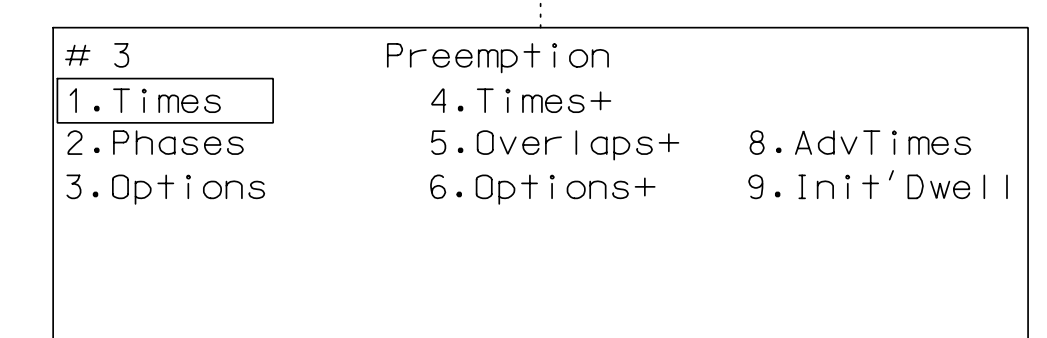 # 3 Preemption
1.Times 4.Times+
2.Phases 5.Overlaps+ 8.AdvTimes
3.Options 6.Options+ 9.Init'Dwell